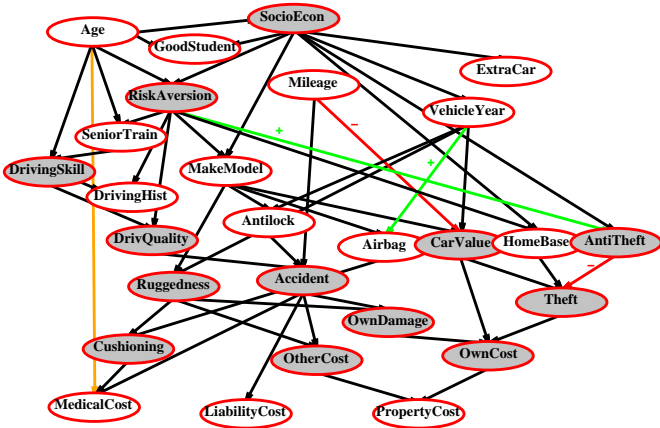 SocioEcon
Age
GoodStudent
ExtraCar
Mileage
RiskAversion
VehicleYear
+
−
SeniorTrain
+
DrivingSkill
MakeModel
DrivingHist
Antilock
DrivQuality
Airbag
CarValue
HomeBase
AntiTheft
−
Ruggedness
Accident
Theft
OwnDamage
Cushioning
OtherCost
OwnCost
MedicalCost
LiabilityCost
PropertyCost